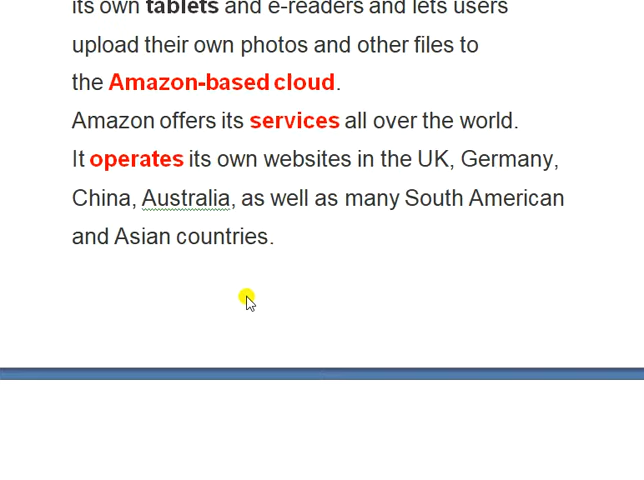 its own tablets and e-readers and lets users
upload their own photos and other files to
the Amazon-based cloud.
Amazon offers its services all over the world.
It operates its own websites in the UK, Germany,
China, Australia, as well as many South American
and Asian countries.